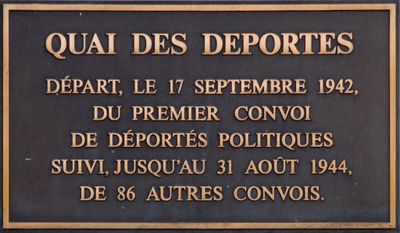 QUAI DES DEPORTES
DÉPART, LE 17 SEPTEMBRE 1942,
DU PREMIER CONVOI
DE DÉPORTÉS POLITIQUES
SUIVI, JUSQU'AU 31 AOÛT 1944,
DE 86 AUTRES CONVOIS.